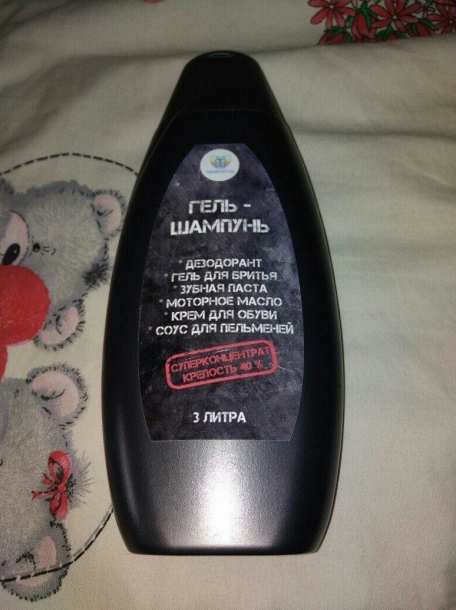 ГЕЛЬ -
ШАМПУНЬ
* ДЕЗОДОРАНТ
* ГЕЛЬ ДЛЯ БРИТЬЯ
* ЗУБНАЯ ПАСТА
* МОТОРНОЕ МАСЛО
* КРЕМ ДЛЯ ОБУВИ
* СОУС ДЛЯ ПЕЛЬМЕНЕЙ
СУПЕРКОНЦЕНТРАТ
КРЕПОСТЬ 40 %
3 ЛИТРА